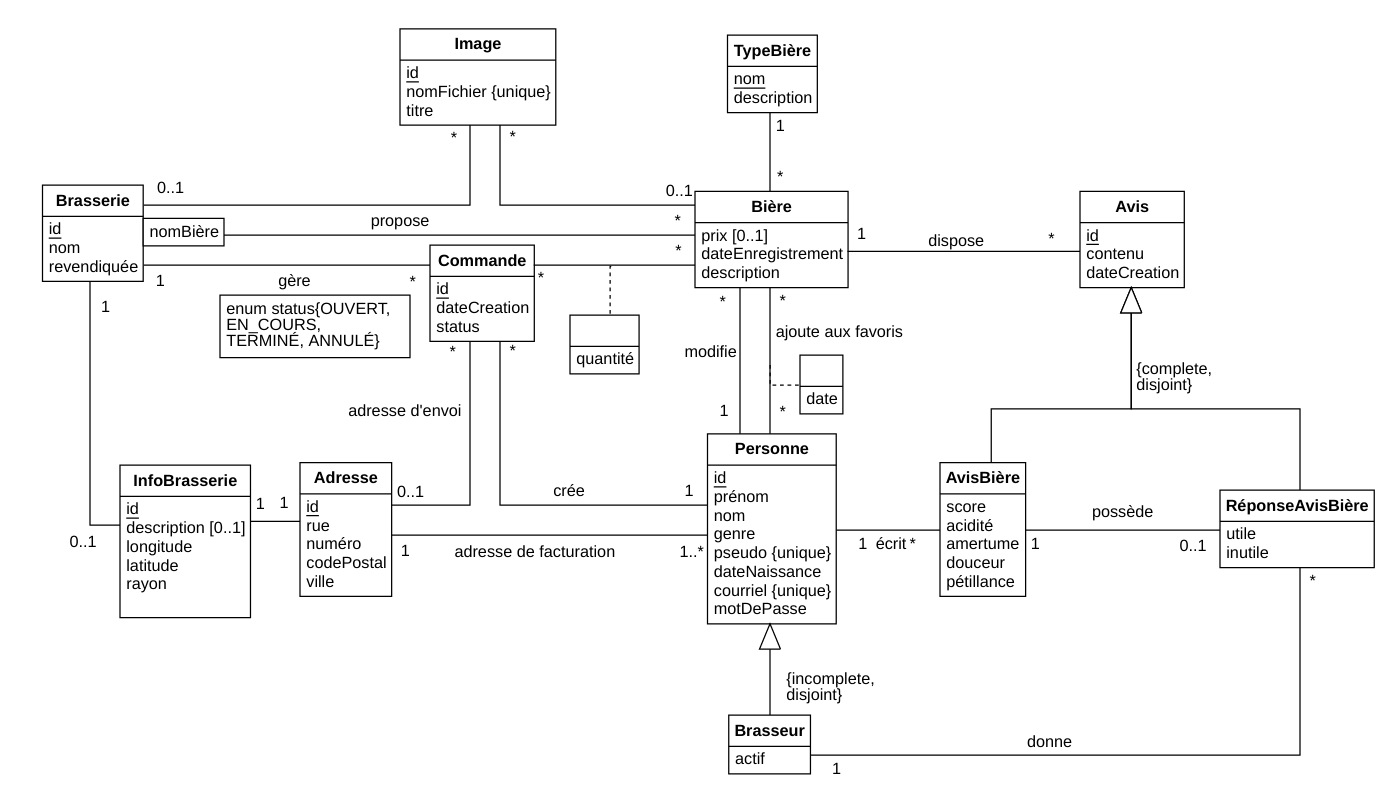 Image
id
nomFichier {unique}
titre
*
*
TypeBière
nom
description
1
*
Brasserie
id
nom
revendiquée
0..1
nomBière
propose
*
0..1
Bière
prix [0..1]
dateEnregistrement
description
1
dispose
*
Avis
id
contenu
dateCreation
1
gère
*
enum status{OUVERT,
EN_COURS,
TERMINÉ, ANNULÉ}
Commande
id
dateCreation
status
*
*
quantité
*
*
modifie
ajoute aux favoris
date
1
*
{complete,
disjoint}
1
0..1
*
*
adresse d'envoi
0..1
crée
1
InfoBrasserie
id
description [0..1]
longitude
latitude
rayon
1
1
Adresse
id
rue
numéro
codePostal
ville
1
adresse de facturation
1..*
Personne
id
prénom
nom
genre
pseudo {unique}
dateNaissance
courriel {unique}
motDePasse
1 écrit *
AvisBière
score
acidité
amertume
douceur
pétillance
1
possède
0..1
RéponseAvisBière
utile
inutile
*
{incomplete,
disjoint}
Brasseur
actif
1
donne